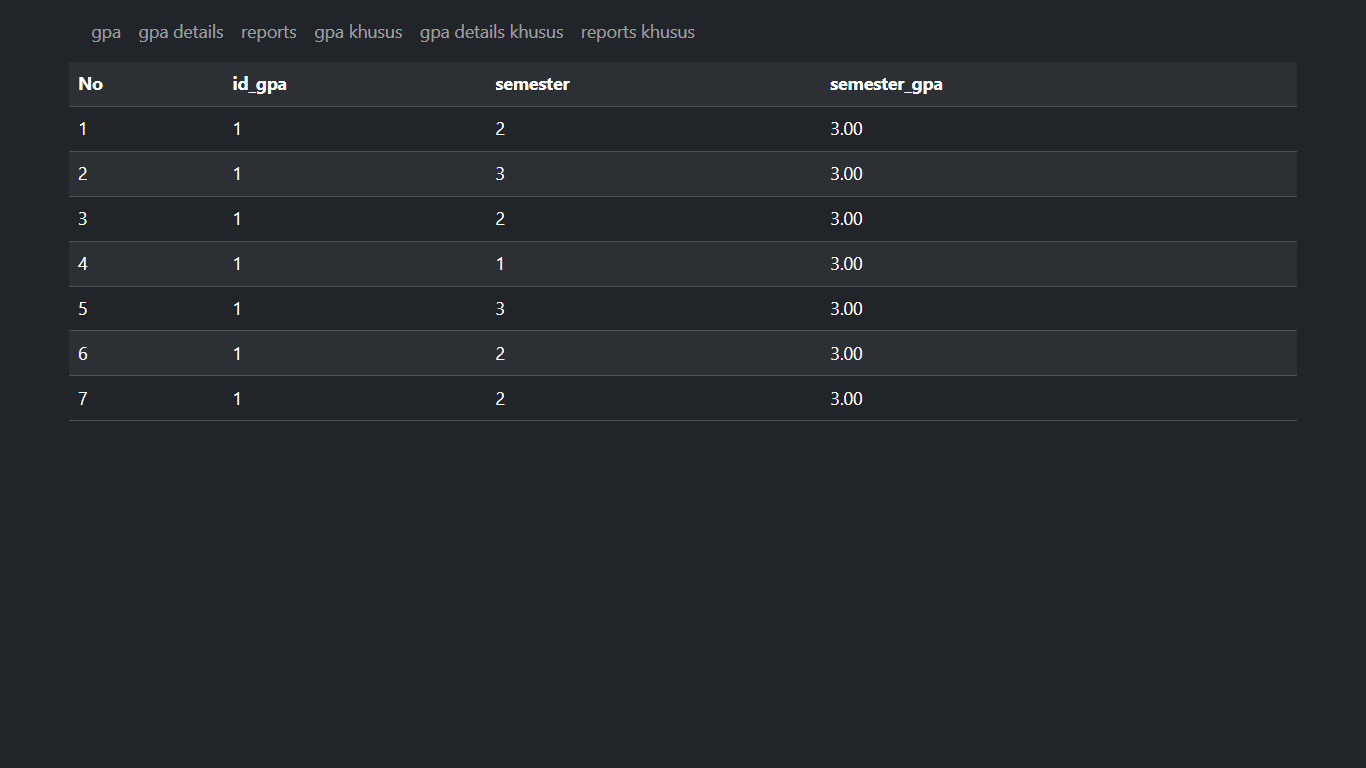 gpa gpa details reports gpa khusus gpa details khusus reports khusus
No id_gpa semester semester_gpa
1 1 2 3.00
2 1 3 3.00
3 1 2 3.00
4 1 1 3.00
5 1 3 3.00
6 1 2 3.00
7 1 2 3.00